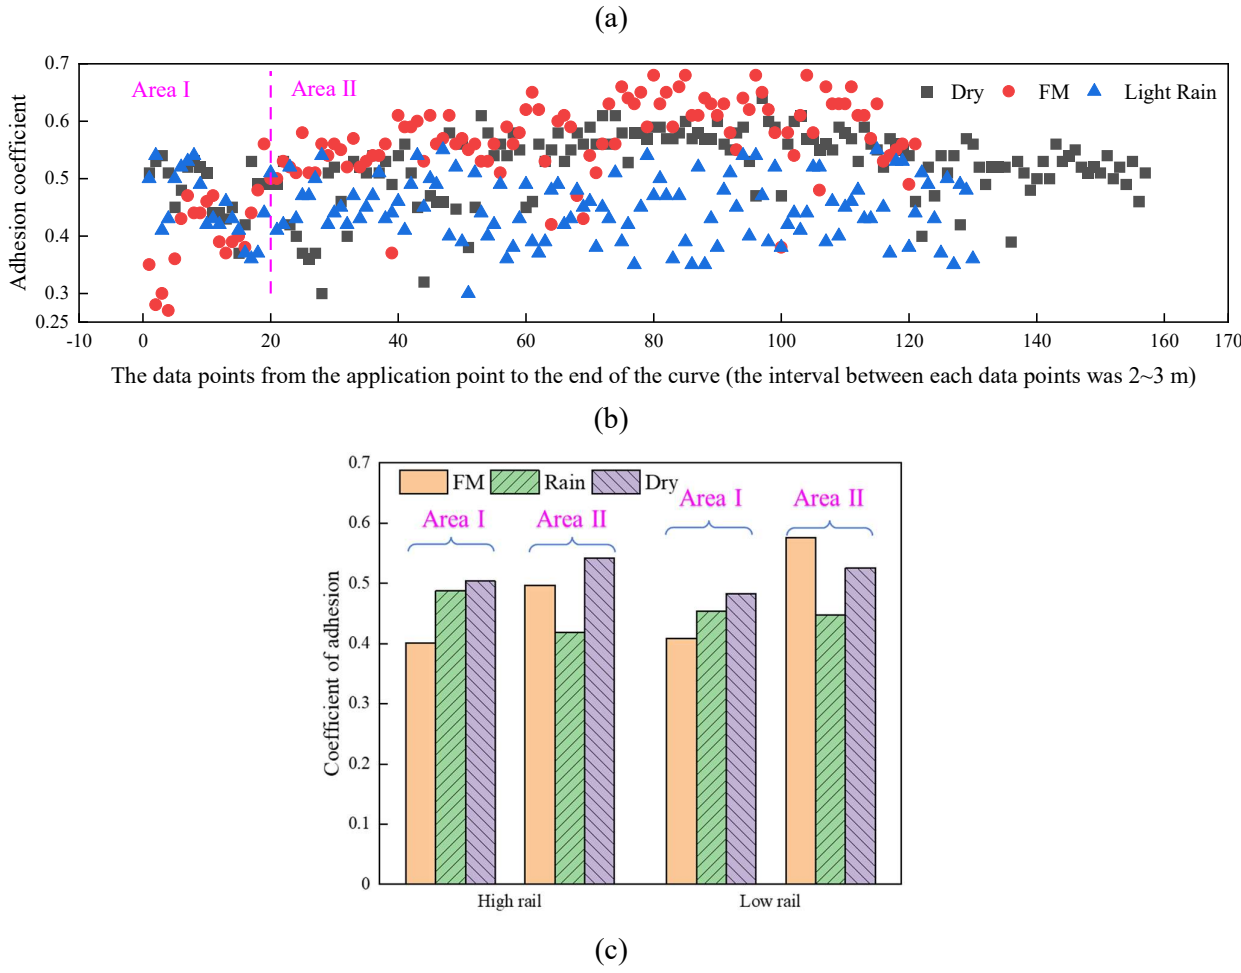 (a)
0.7
0.6
0.5
0.4
0.3
0.25
Adhesion coefficient
Area I
Area II
Dry
FM
Light Rain
-10 0 20 40 60 80 100 120 140 160 170
The data points from the application point to the end of the curve (the interval between each data points was 2~3 m)
(b)
0.7
0.6
0.5
0.4
0.3
0.2
0.1
0
Coefficient of adhesion
FM
Rain
Dry
Area I
Area II
Area I
Area II
High rail
Low rail
(c)